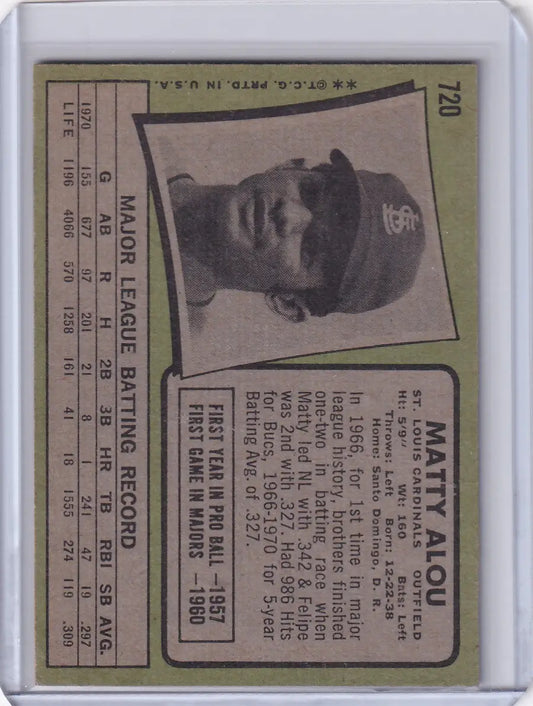 720
**©T.C.G. PRTD. IN U.S.A.
StL
MATTY ALOU
ST. LOUIS CARDINALS OUTFIELD
Ht: 5'9" Wt: 160 Bats: Left
Throws: Left Born: 12-22-38
Home: Santo Domingo, D. R.
In 1966, for 1st time in major
league history, brothers finished
one-two in batting race when
Matty led NL with .342 & Felipe
was 2nd with .327. Had 986 Hits
for Bucs, 1966-1970 for 5-year
Batting Avg. of .327.
FIRST YEAR IN PRO BALL —1957
FIRST GAME IN MAJORS —1960
MAJOR LEAGUE BATTING RECORD
G AB R H 2B 3B HR TB RBI SB AVG.
1970 155 677 97 201 21 8 1 241 47 19 .297
LIFE 1196 4066 570 1258 161 41 18 1555 274 119 .309